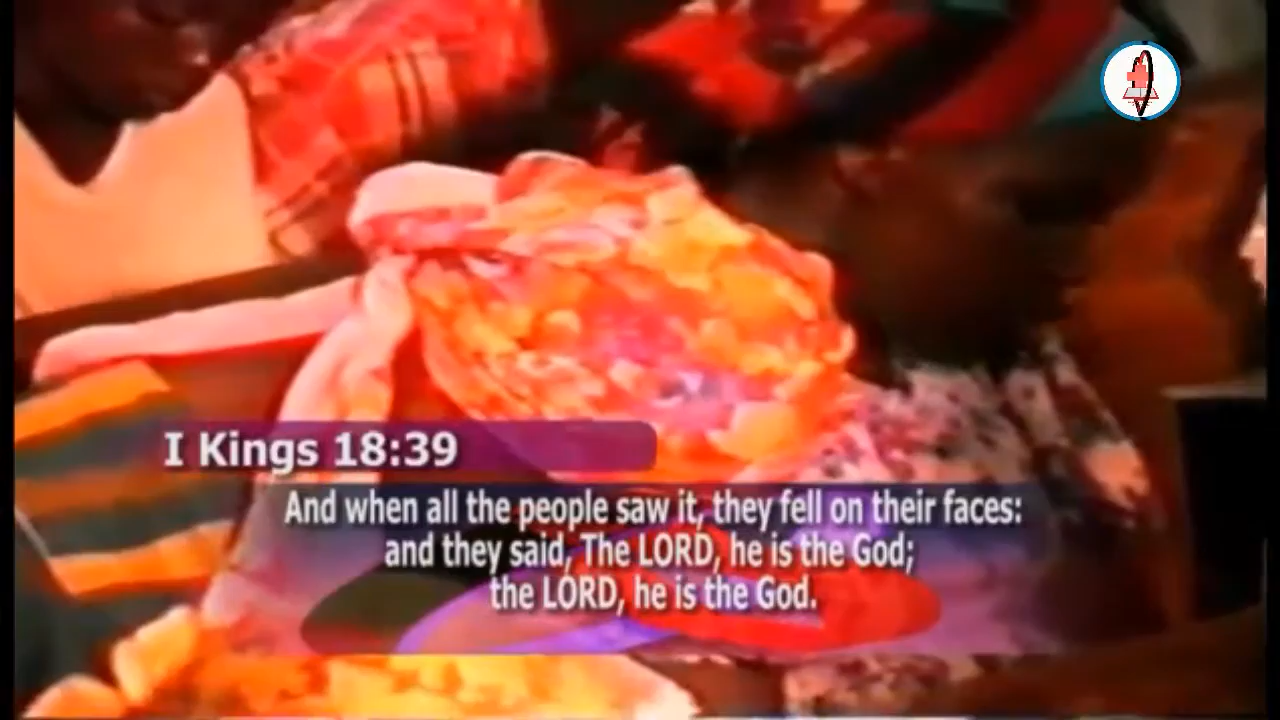 I Kings 18:39
And when all the people saw it, they fell on their faces:
and they said, The LORD, he is the God;
the LORD, he is the God.